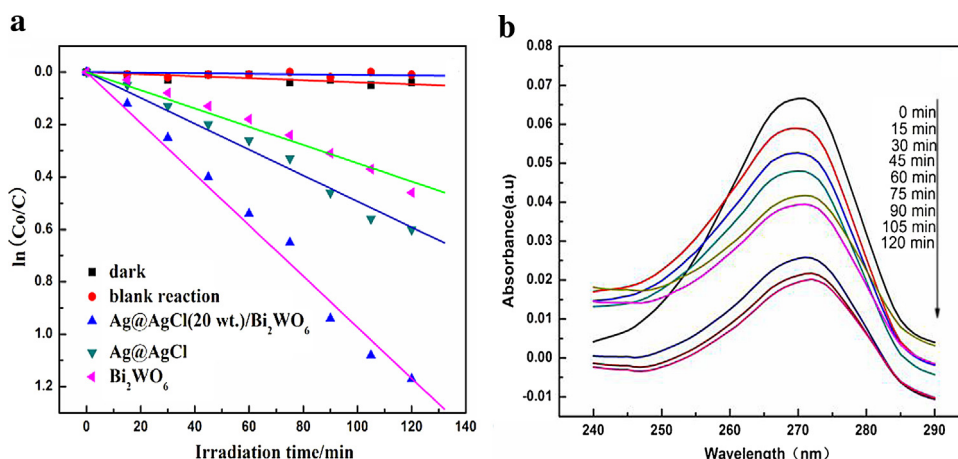 a
ln(Co/C)
0.0
0.2
0.4
0.6
0.8
1.0
1.2
dark
blank reaction
Ag@AgCl(20 wt.)/Bi₂WO₆
Ag@AgCl
Bi₂WO₆
0 20 40 60 80 100 120 140
Irradiation time/min
b
Absorbance(a.u)
0.08
0.07
0.06
0.05
0.04
0.03
0.02
0.01
0.00
-0.01
0 min
15 min
30 min
45 min
60 min
75 min
90 min
105 min
120 min
240 250 260 270 280 290 300
Wavelength (nm)